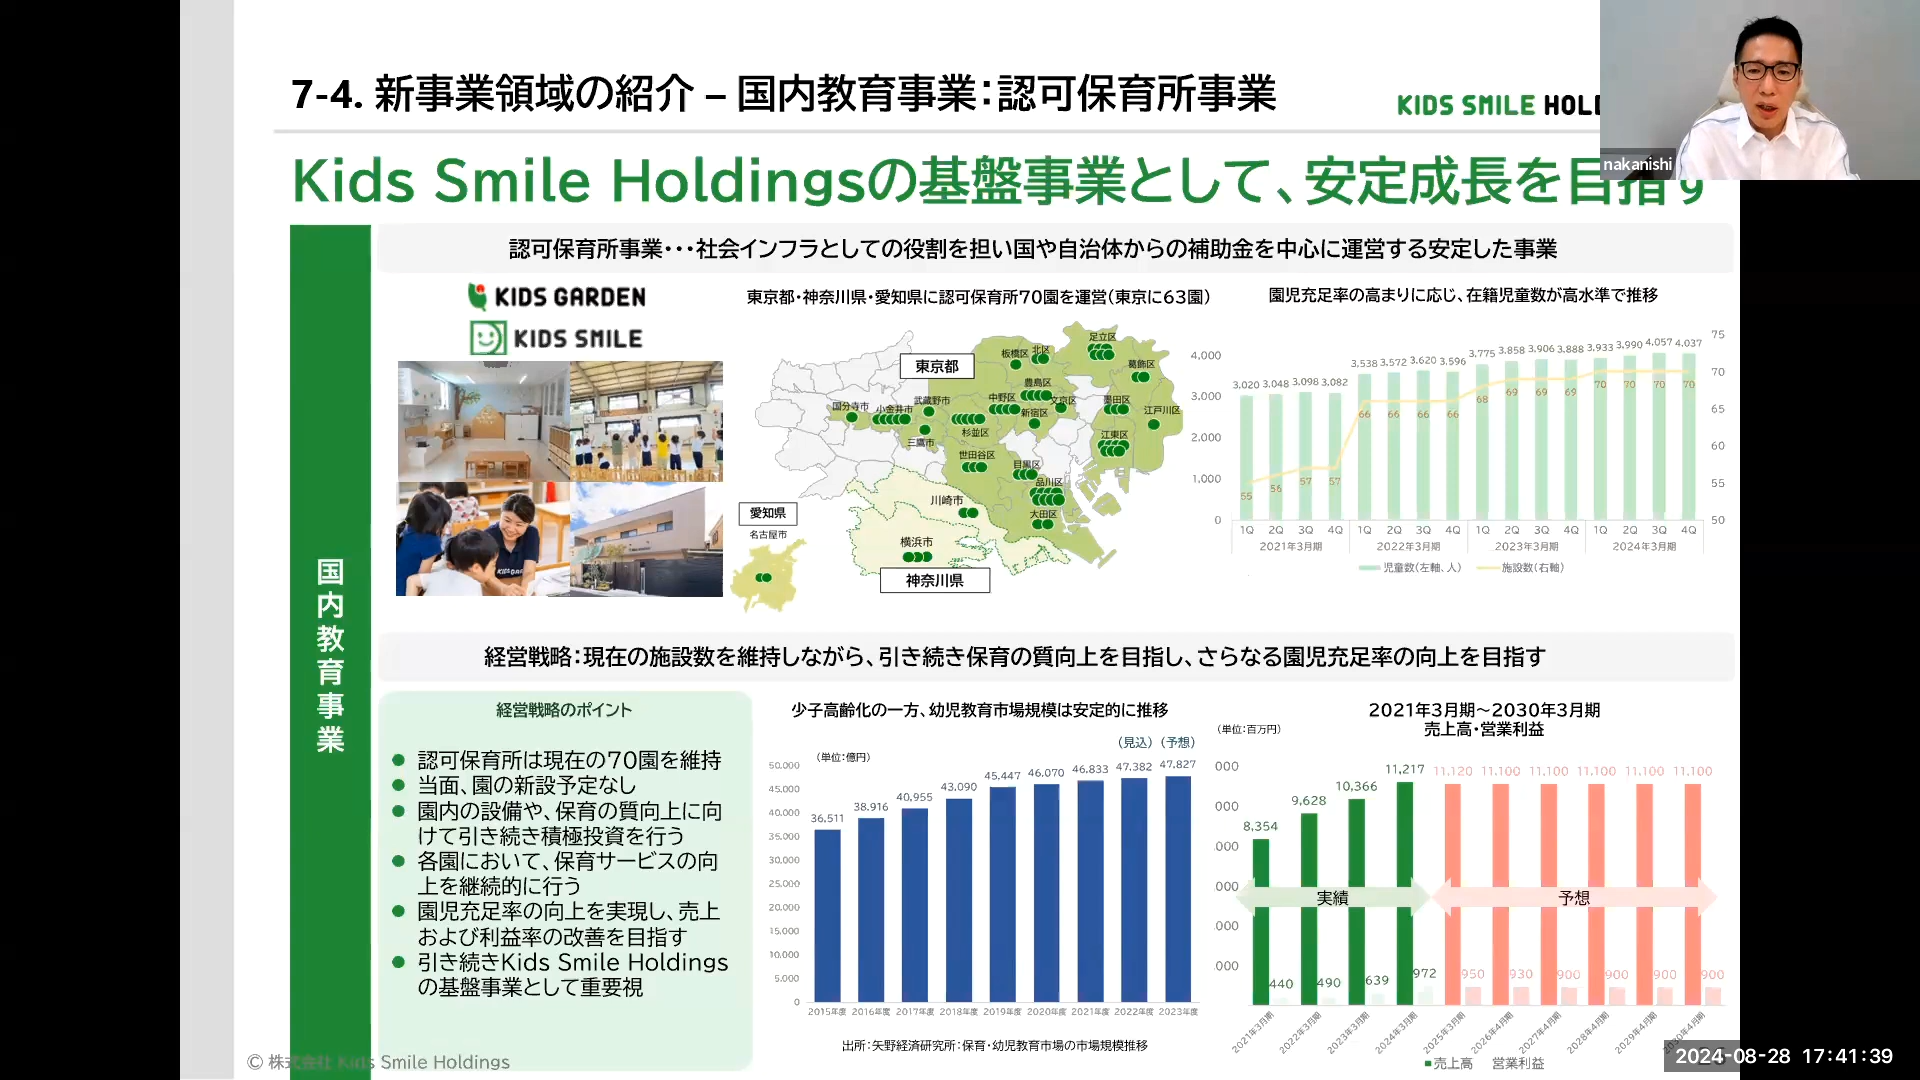 7-4. 新事業領域の紹介 – 国内教育事業：認可保育所事業
KIDS SMILE HOL
nakanishi
Kids Smile Holdingsの基盤事業として、安定成長を目指す
国内教育事業
認可保育所事業・・・社会インフラとしての役割を担い国や自治体からの補助金を中心に運営する安定した事業
KIDS GARDEN
KIDS SMILE
東京都・神奈川県・愛知県に認可保育所70園を運営（東京に63園）
東京都
足立区
板橋区
北区
葛飾区
豊島区
国分寺市
小金井市
武蔵野市
中野区
文京区
墨田区
新宿区
江戸川区
三鷹市
杉並区
江東区
世田谷区
目黒区
品川区
川崎市
大田区
愛知県
名古屋市
横浜市
神奈川県
園児充足率の高まりに応じ、在籍児童数が高水準で推移
4,000
3,000
2,000
1,000
0
75
70
65
60
55
50
3,020 3,048 3,098 3,082 3,538 3,572 3,620 3,596 3,775 3,858 3,906 3,888 3,933 3,990 4,057 4,037
55 56 57 57 66 66 66 66 68 69 69 69 70 70 70 70
1Q 2Q 3Q 4Q 1Q 2Q 3Q 4Q 1Q 2Q 3Q 4Q 1Q 2Q 3Q 4Q
2021年3月期 2022年3月期 2023年3月期 2024年3月期
児童数（左軸、人） 施設数（右軸）
経営戦略：現在の施設数を維持しながら、引き続き保育の質向上を目指し、さらなる園児充足率の向上を目指す
経営戦略のポイント
● 認可保育所は現在の70園を維持
● 当面、園の新設予定なし
● 園内の設備や、保育の質向上に向
けて引き続き積極投資を行う
● 各園において、保育サービスの向
上を継続的に行う
● 園児充足率の向上を実現し、売上
および利益率の改善を目指す
● 引き続きKids Smile Holdings
の基盤事業として重要視
少子高齢化の一方、幼児教育市場規模は安定的に推移
（単位：億円）
（見込）（予想）
50,000
45,000
40,000
35,000
30,000
25,000
20,000
15,000
10,000
5,000
0
36,511 38,916 40,955 43,090 45,447 46,070 46,833 47,382 47,827
2015年度 2016年度 2017年度 2018年度 2019年度 2020年度 2021年度 2022年度 2023年度
出所：矢野経済研究所：保育・幼児教育市場の市場規模推移
2021年3月期～2030年3月期
売上高・営業利益
（単位：百万円）
000
000
000
000
000
000
8,354 9,628 10,366 11,217 11,120 11,100 11,100 11,100 11,100 11,100
実績 予想
440 490 639 972 950 930 900 900 900 900
2021年3月期 2022年3月期 2023年3月期 2024年3月期 2025年3月期 2026年4月期 2027年4月期 2028年4月期 2029年4月期 2030年4月期
売上高 営業利益
© 株式会社 Kids Smile Holdings
2024-08-28 17:41:39